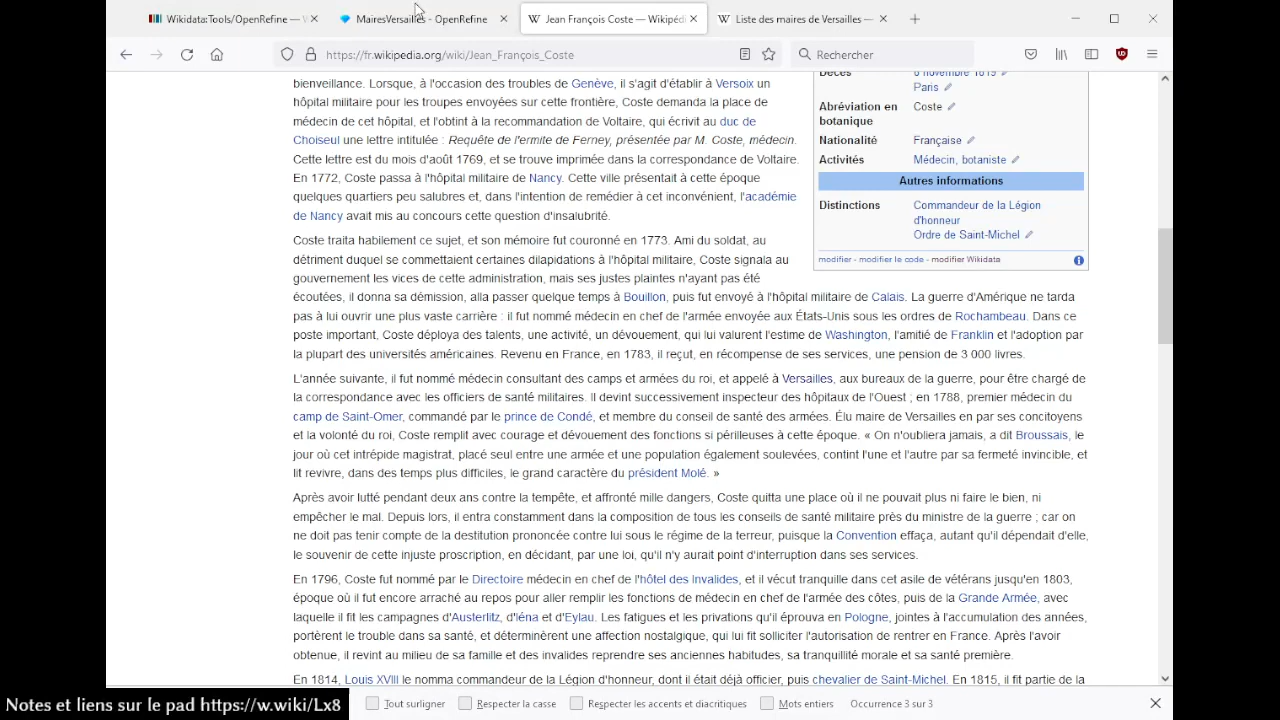 Wikidata:Tools/OpenRefine — W
MairesVersailles - OpenRefine
Jean François Coste — Wikipédi
Liste des maires de Versailles —
https://fr.wikipedia.org/wiki/Jean_François_Coste
Rechercher
bienveillance. Lorsque, à l'occasion des troubles de Genève, il s'agit d'établir à Versoix un
hôpital militaire pour les troupes envoyées sur cette frontière, Coste demanda la place de
médecin de cet hôpital, et l'obtint à la recommandation de Voltaire, qui écrivit au duc de
Choiseul une lettre intitulée : Requête de l'ermite de Ferney, présentée par M. Coste, médecin.
Cette lettre est du mois d'août 1769, et se trouve imprimée dans la correspondance de Voltaire.
En 1772, Coste passa à l'hôpital militaire de Nancy. Cette ville présentait à cette époque
quelques quartiers peu salubres et, dans l'intention de remédier à cet inconvénient, l'académie
de Nancy avait mis au concours cette question d'insalubrité.
Coste traita habilement ce sujet, et son mémoire fut couronné en 1773. Ami du soldat, au
détriment duquel se commettaient certaines dilapidations à l'hôpital militaire, Coste signala au
gouvernement les vices de cette administration, mais ses justes plaintes n'ayant pas été
écoutées, il donna sa démission, alla passer quelque temps à Bouillon, puis fut envoyé à l'hôpital militaire de Calais. La guerre d'Amérique ne tarda
pas à lui ouvrir une plus vaste carrière : il fut nommé médecin en chef de l'armée envoyée aux États-Unis sous les ordres de Rochambeau. Dans ce
poste important, Coste déploya des talents, une activité, un dévouement, qui lui valurent l'estime de Washington, l'amitié de Franklin et l'adoption par
la plupart des universités américaines. Revenu en France, en 1783, il reçut, en récompense de ses services, une pension de 3 000 livres.
L'année suivante, il fut nommé médecin consultant des camps et armées du roi, et appelé à Versailles, aux bureaux de la guerre, pour être chargé de
la correspondance avec les officiers de santé militaires. Il devint successivement inspecteur des hôpitaux de l'Ouest ; en 1788, premier médecin du
camp de Saint-Omer, commandé par le prince de Condé, et membre du conseil de santé des armées. Élu maire de Versailles en par ses concitoyens
et la volonté du roi, Coste remplit avec courage et dévouement des fonctions si périlleuses à cette époque. « On n'oubliera jamais, a dit Broussais, le
jour où cet intrépide magistrat, placé seul entre une armée et une population également soulevées, contint l'une et l'autre par sa fermeté invincible, et
fit revivre, dans des temps plus difficiles, le grand caractère du président Molé. »
Après avoir lutté pendant deux ans contre la tempête, et affronté mille dangers, Coste quitta une place où il ne pouvait plus ni faire le bien, ni
empêcher le mal. Depuis lors, il entra constamment dans la composition de tous les conseils de santé militaire près du ministre de la guerre ; car on
ne doit pas tenir compte de la destitution prononcée contre lui sous le régime de la terreur, puisque la Convention effaça, autant qu'il dépendait d'elle,
le souvenir de cette injuste proscription, en décidant, par une loi, qu'il n'y aurait point d'interruption dans ses services.
En 1796, Coste fut nommé par le Directoire médecin en chef de l'hôtel des Invalides, et il vécut tranquille dans cet asile de vétérans jusqu'en 1803,
époque où il fut encore arraché au repos pour aller remplir les fonctions de médecin en chef de l'armée des côtes, puis de la Grande Armée, avec
laquelle il fit les campagnes d'Austerlitz, d'Iéna et d'Eylau. Les fatigues et les privations qu'il éprouva en Pologne, jointes à l'accumulation des années,
portèrent le trouble dans sa santé, et déterminèrent une affection nostalgique, qui lui fit solliciter l'autorisation de rentrer en France. Après l'avoir
obtenue, il revint au milieu de sa famille et des invalides reprendre ses anciennes habitudes, sa tranquillité morale et sa santé première.
En 1814, Louis XVIII le nomma commandeur de la Légion d'honneur, dont il était déjà officier, puis chevalier de Saint-Michel. En 1815, il fit partie de la
Décès 6 novembre 1819
Paris
Abréviation en botanique Coste
Nationalité Française
Activités Médecin, botaniste
Autres informations
Distinctions Commandeur de la Légion
d'honneur
Ordre de Saint-Michel
modifier - modifier le code - modifier Wikidata
Notes et liens sur le pad https://w.wiki/Lx8
Tout surligner Respecter la casse Respecter les accents et diacritiques Mots entiers Occurrence 3 sur 3